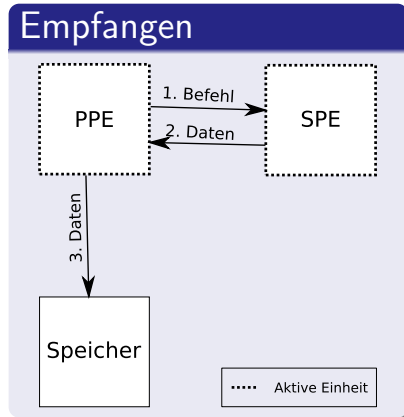 Empfangen
1. Befehl
PPE
SPE
2. Daten
3. Daten
Speicher
Aktive Einheit